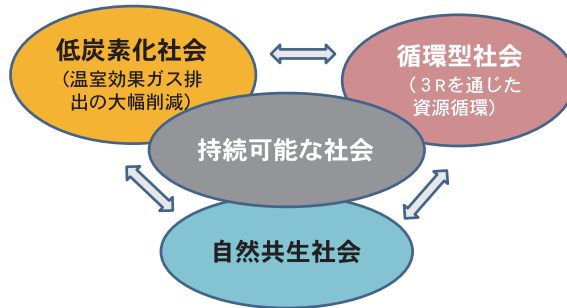 低炭素化社会
（温室効果ガス排
出の大幅削減）
循環型社会
（３Rを通じた
資源循環）
持続可能な社会
自然共生社会